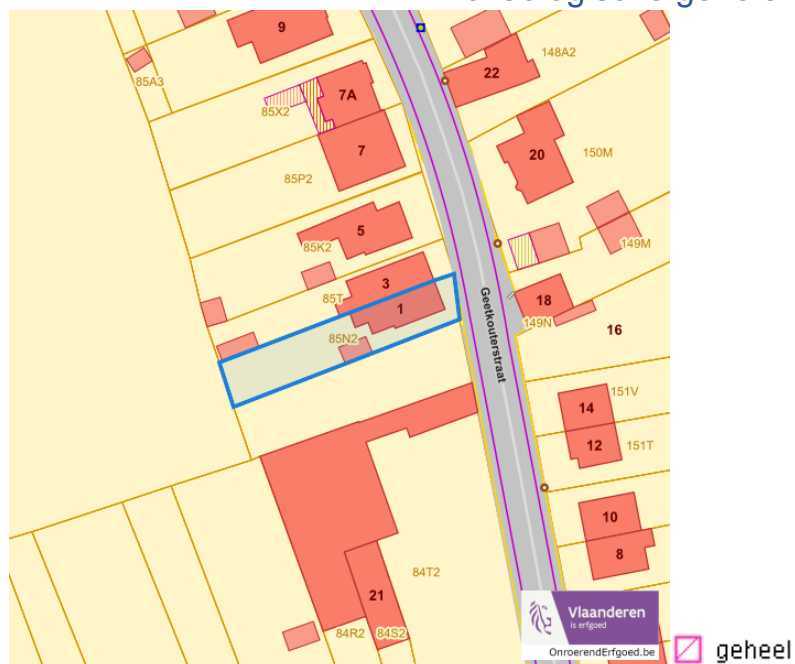 9
85A3
22
148A2
7A
85X2
7
85P2
20
150M
5
85K2
149M
3
85T
1
18
149N
16
85N2
Geetkouterstraat
14
151V
12
151T
10
8
84T2
21
84R2
84S2
Vlaanderen
is erfgoed
OnroerendErfgoed.be
geheel